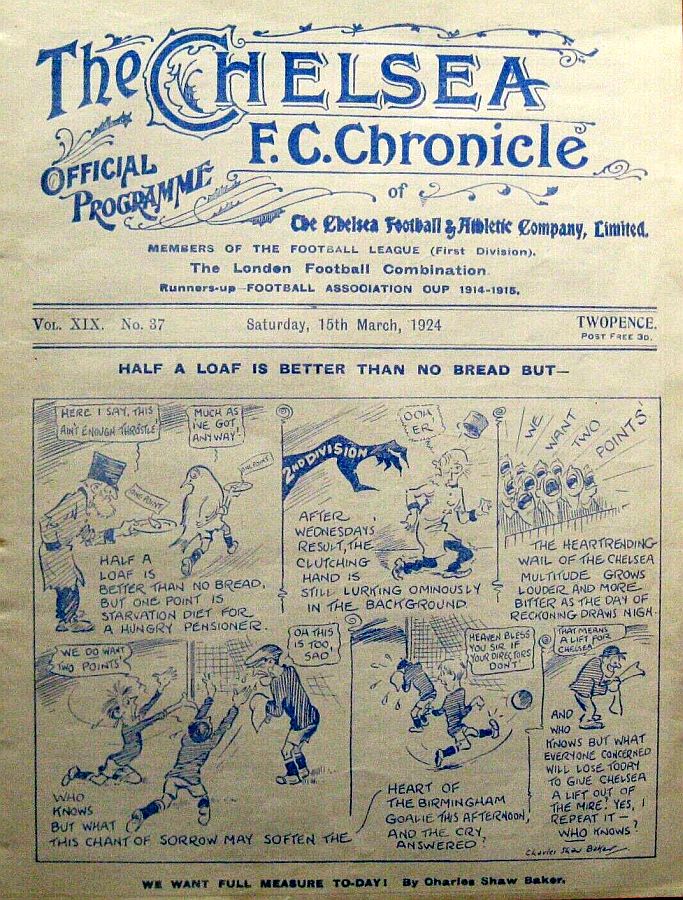 The CHELSEA
F.C. Chronicle
OFFICIAL
PROGRAMME
of
The Chelsea Football & Athletic Company, Limited.
MEMBERS OF THE FOOTBALL LEAGUE (First Division).
The London Football Combination.
Runners-up—FOOTBALL ASSOCIATION CUP 1914-1915.
VOL. XIX. No. 37
Saturday, 15th March, 1924
TWOPENCE.
POST FREE 3D.
HALF A LOAF IS BETTER THAN NO BREAD BUT—
HERE I SAY, THIS
AIN'T ENOUGH THROSTLE
MUCH AS
I'VE GOT
ANYWAY!
ONE POINT
ONE POINT
HALF A
LOAF IS
BETTER THAN NO BREAD,
BUT ONE POINT IS
STARVATION DIET FOR
A HUNGRY PENSIONER
2ND DIVISION
OOH
ER
AFTER
WEDNESDAYS
RESULT, THE
CLUTCHING
HAND IS
STILL LURKING OMINOUSLY
IN THE BACKGROUND
WE WANT TWO POINTS'
THE HEARTRENDING
WAIL OF THE CHELSEA
MULTITUDE GROWS
LOUDER AND MORE
BITTER AS THE DAY OF
RECKONING DRAWS NIGH
WE DO WANT
TWO POINTS'
OH THIS
IS TOO,
SAD
WHO
KNOWS
BUT WHAT
THIS CHANT OF SORROW MAY SOFTEN THE
HEAVEN BLESS
YOU SIR IF
YOUR DIRECTORS
DON'T
HEART OF
THE BIRMINGHAM
GOALIE THIS AFTERNOON,
AND THE CRY
ANSWERED?
THAT MEANS
A LIFT FOR
CHELSEA
AND
WHO
KNOWS BUT WHAT
EVERYONE CONCERNED
WILL LOSE TODAY
TO GIVE CHELSEA
A LIFT OUT OF
THE MIRE? YES, I
REPEAT IT —
WHO KNOWS?
Charles Shaw Baker
WE WANT FULL MEASURE TO-DAY! By Charles Shaw Baker.